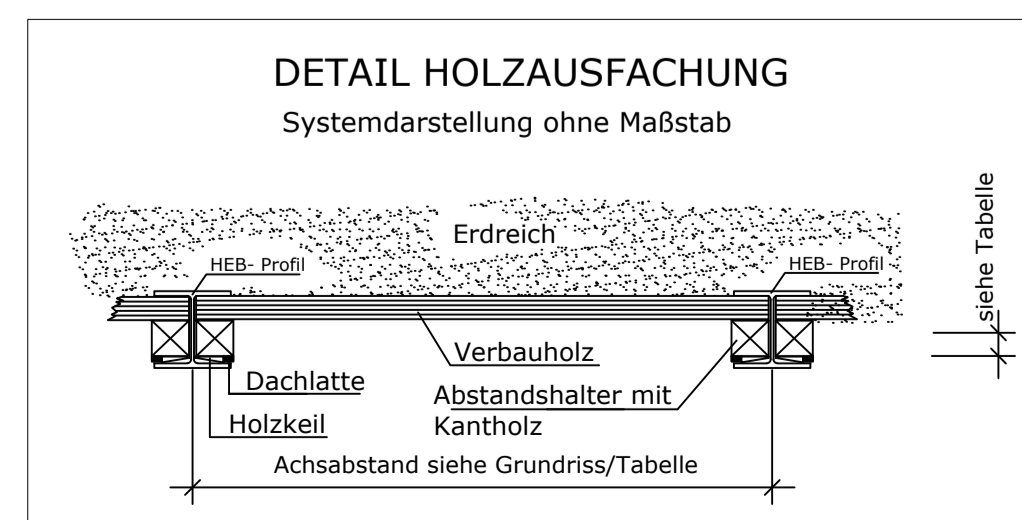 DETAIL HOLZAUSFACHUNG
Systemdarstellung ohne Maßstab
Erdreich
HEB- Profil
HEB- Profil
siehe Tabelle
Verbauholz
Dachlatte
Abstandshalter mit
Kantholz
Holzkeil
Achsabstand siehe Grundriss/Tabelle